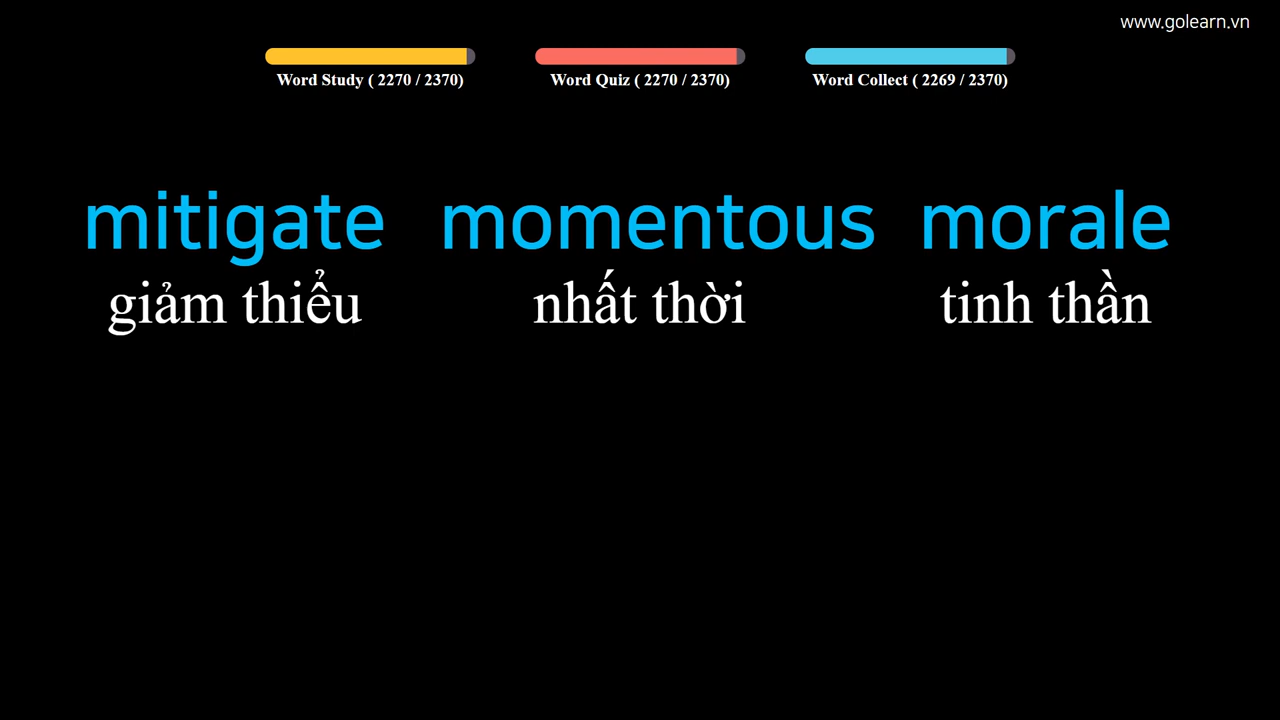 www.golearn.vn
Word Study ( 2270 / 2370) Word Quiz ( 2270 / 2370) Word Collect ( 2269 / 2370)
mitigate momentous morale
giảm thiểu nhất thời tinh thần